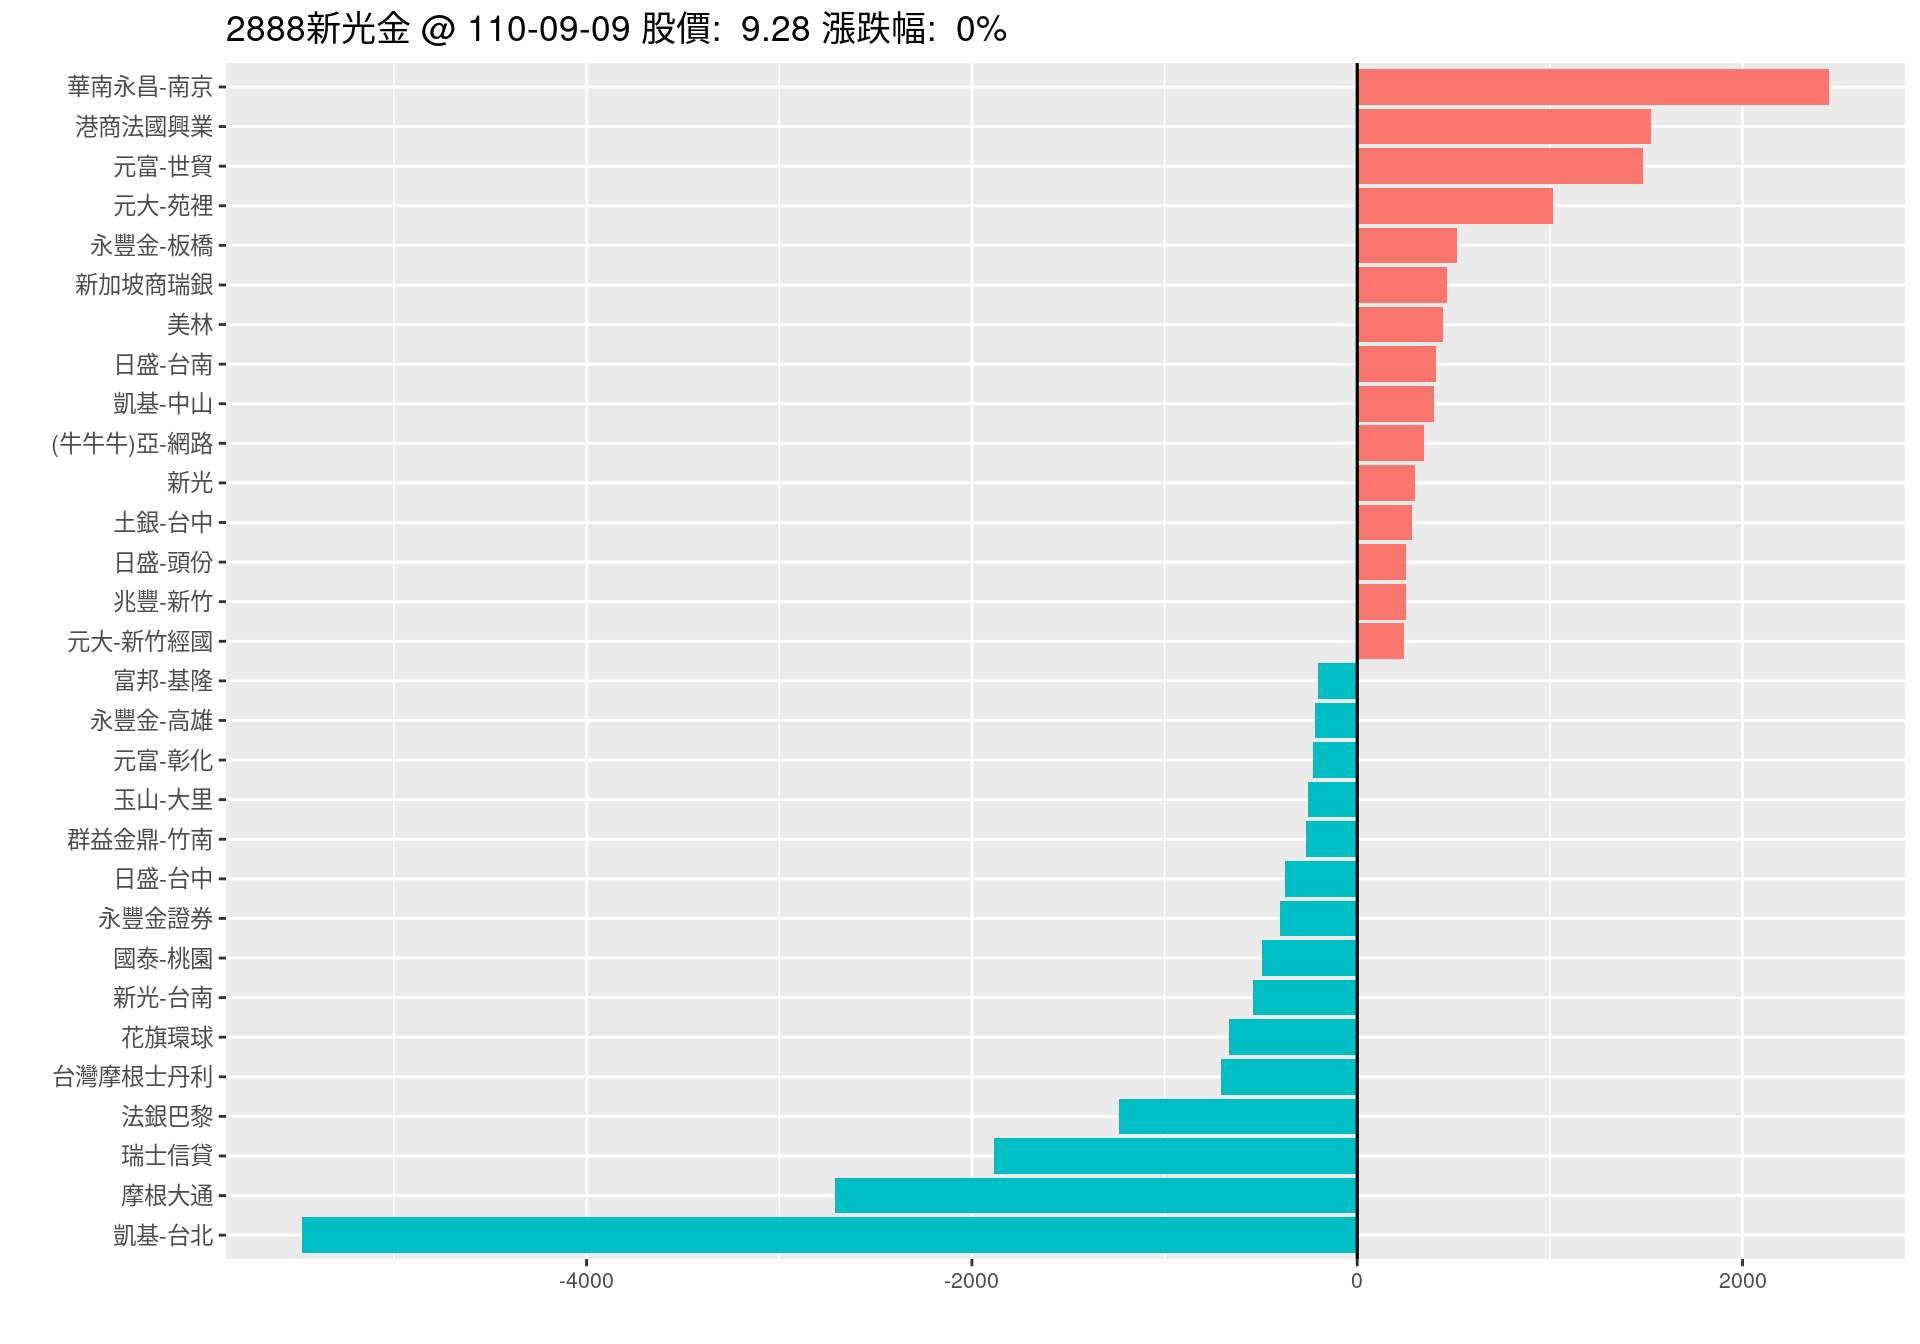 2888新光金 @ 110-09-09 股價: 9.28 漲跌幅: 0%
華南永昌-南京
港商法國興業
元富-世貿
元大-苑裡
永豐金-板橋
新加坡商瑞銀
美林
日盛-台南
凱基-中山
(牛牛牛)亞-網路
新光
土銀-台中
日盛-頭份
兆豐-新竹
元大-新竹經國
富邦-基隆
永豐金-高雄
元富-彰化
玉山-大里
群益金鼎-竹南
日盛-台中
永豐金證券
國泰-桃園
新光-台南
花旗環球
台灣摩根士丹利
法銀巴黎
瑞士信貸
摩根大通
凱基-台北
-4000 -2000 0 2000